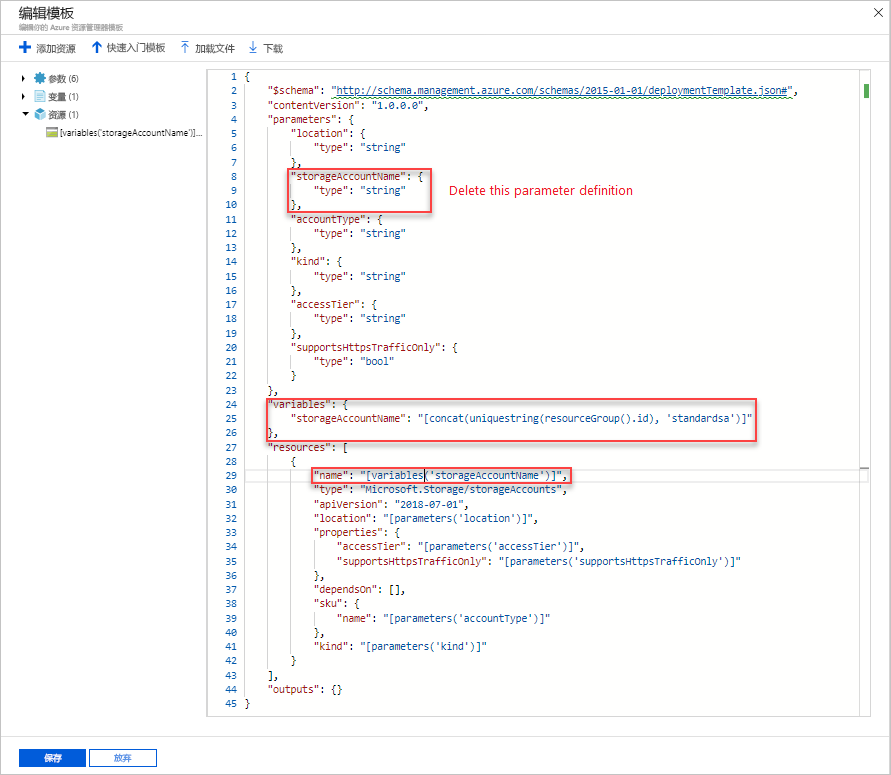 编辑模板
编辑你的 Azure 资源管理器模板
添加资源 快速入门模板 加载文件 下载
参数 (6)
变量 (1)
资源 (1)
[variables('storageAccountName')]...
1 {
2 "$schema": "http://schema.management.azure.com/schemas/2015-01-01/deploymentTemplate.json#",
3 "contentVersion": "1.0.0.0",
4 "parameters": {
5 "location": {
6 "type": "string"
7 },
8 "storageAccountName": {
9 "type": "string"
10 },
Delete this parameter definition
11 "accountType": {
12 "type": "string"
13 },
14 "kind": {
15 "type": "string"
16 },
17 "accessTier": {
18 "type": "string"
19 },
20 "supportsHttpsTrafficOnly": {
21 "type": "bool"
22 }
23 },
24 "variables": {
25 "storageAccountName": "[concat(uniquestring(resourceGroup().id), 'standardsa')]"
26 },
27 "resources": [
28 {
29 "name": "[variables('storageAccountName')]",
30 "type": "Microsoft.Storage/storageAccounts",
31 "apiVersion": "2018-07-01",
32 "location": "[parameters('location')]",
33 "properties": {
34 "accessTier": "[parameters('accessTier')]",
35 "supportsHttpsTrafficOnly": "[parameters('supportsHttpsTrafficOnly')]"
36 },
37 "dependsOn": [],
38 "sku": {
39 "name": "[parameters('accountType')]"
40 },
41 "kind": "[parameters('kind')]"
42 }
43 ],
44 "outputs": {}
45 }
保存 放弃